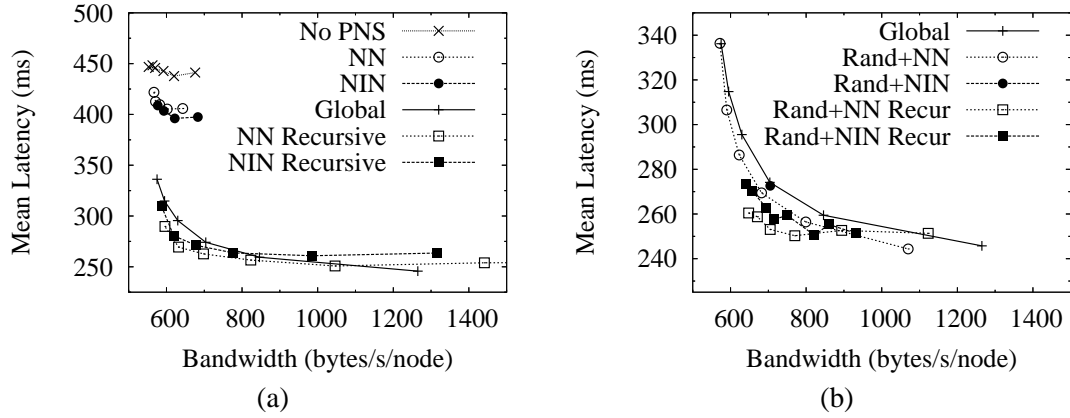 No PNS
NN
NIN
Global
NN Recursive
NIN Recursive
Mean Latency (ms)
500
450
400
350
300
250
600 800 1000 1200 1400
Bandwidth (bytes/s/node)
(a)
Global
Rand+NN
Rand+NIN
Rand+NN Recur
Rand+NIN Recur
Mean Latency (ms)
340
320
300
280
260
240
600 800 1000 1200 1400
Bandwidth (bytes/s/node)
(b)